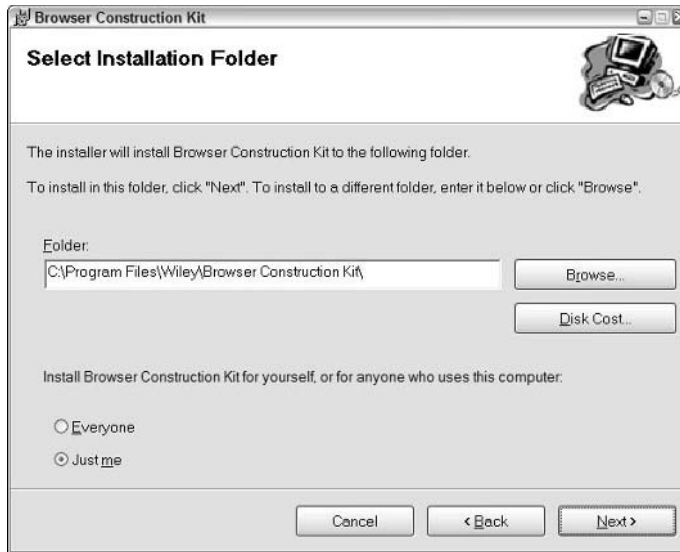 Browser Construction Kit
Select Installation Folder
The installer will install Browser Construction Kit to the following folder.
To install in this folder, click "Next". To install to a different folder, enter it below or click "Browse".
Folder:
C:\Program Files\Wiley\Browser Construction Kit\
Browse...
Disk Cost...
Install Browser Construction Kit for yourself, or for anyone who uses this computer:
Everyone
Just me
Cancel
< Back
Next >